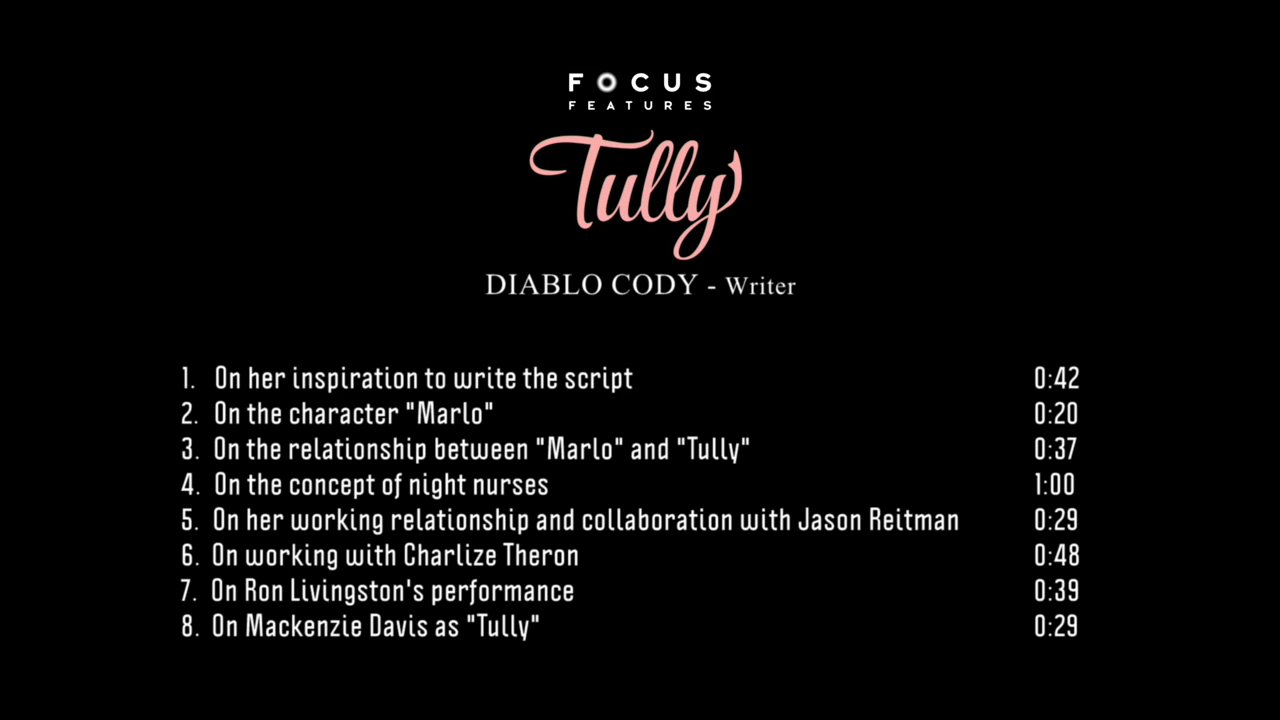 FOCUS
FEATURES
Tully
DIABLO CODY - Writer
1. On her inspiration to write the script 0:42
2. On the character "Marlo" 0:20
3. On the relationship between "Marlo" and "Tully" 0:37
4. On the concept of night nurses 1:00
5. On her working relationship and collaboration with Jason Reitman 0:29
6. On working with Charlize Theron 0:48
7. On Ron Livingston's performance 0:39
8. On Mackenzie Davis as "Tully" 0:29